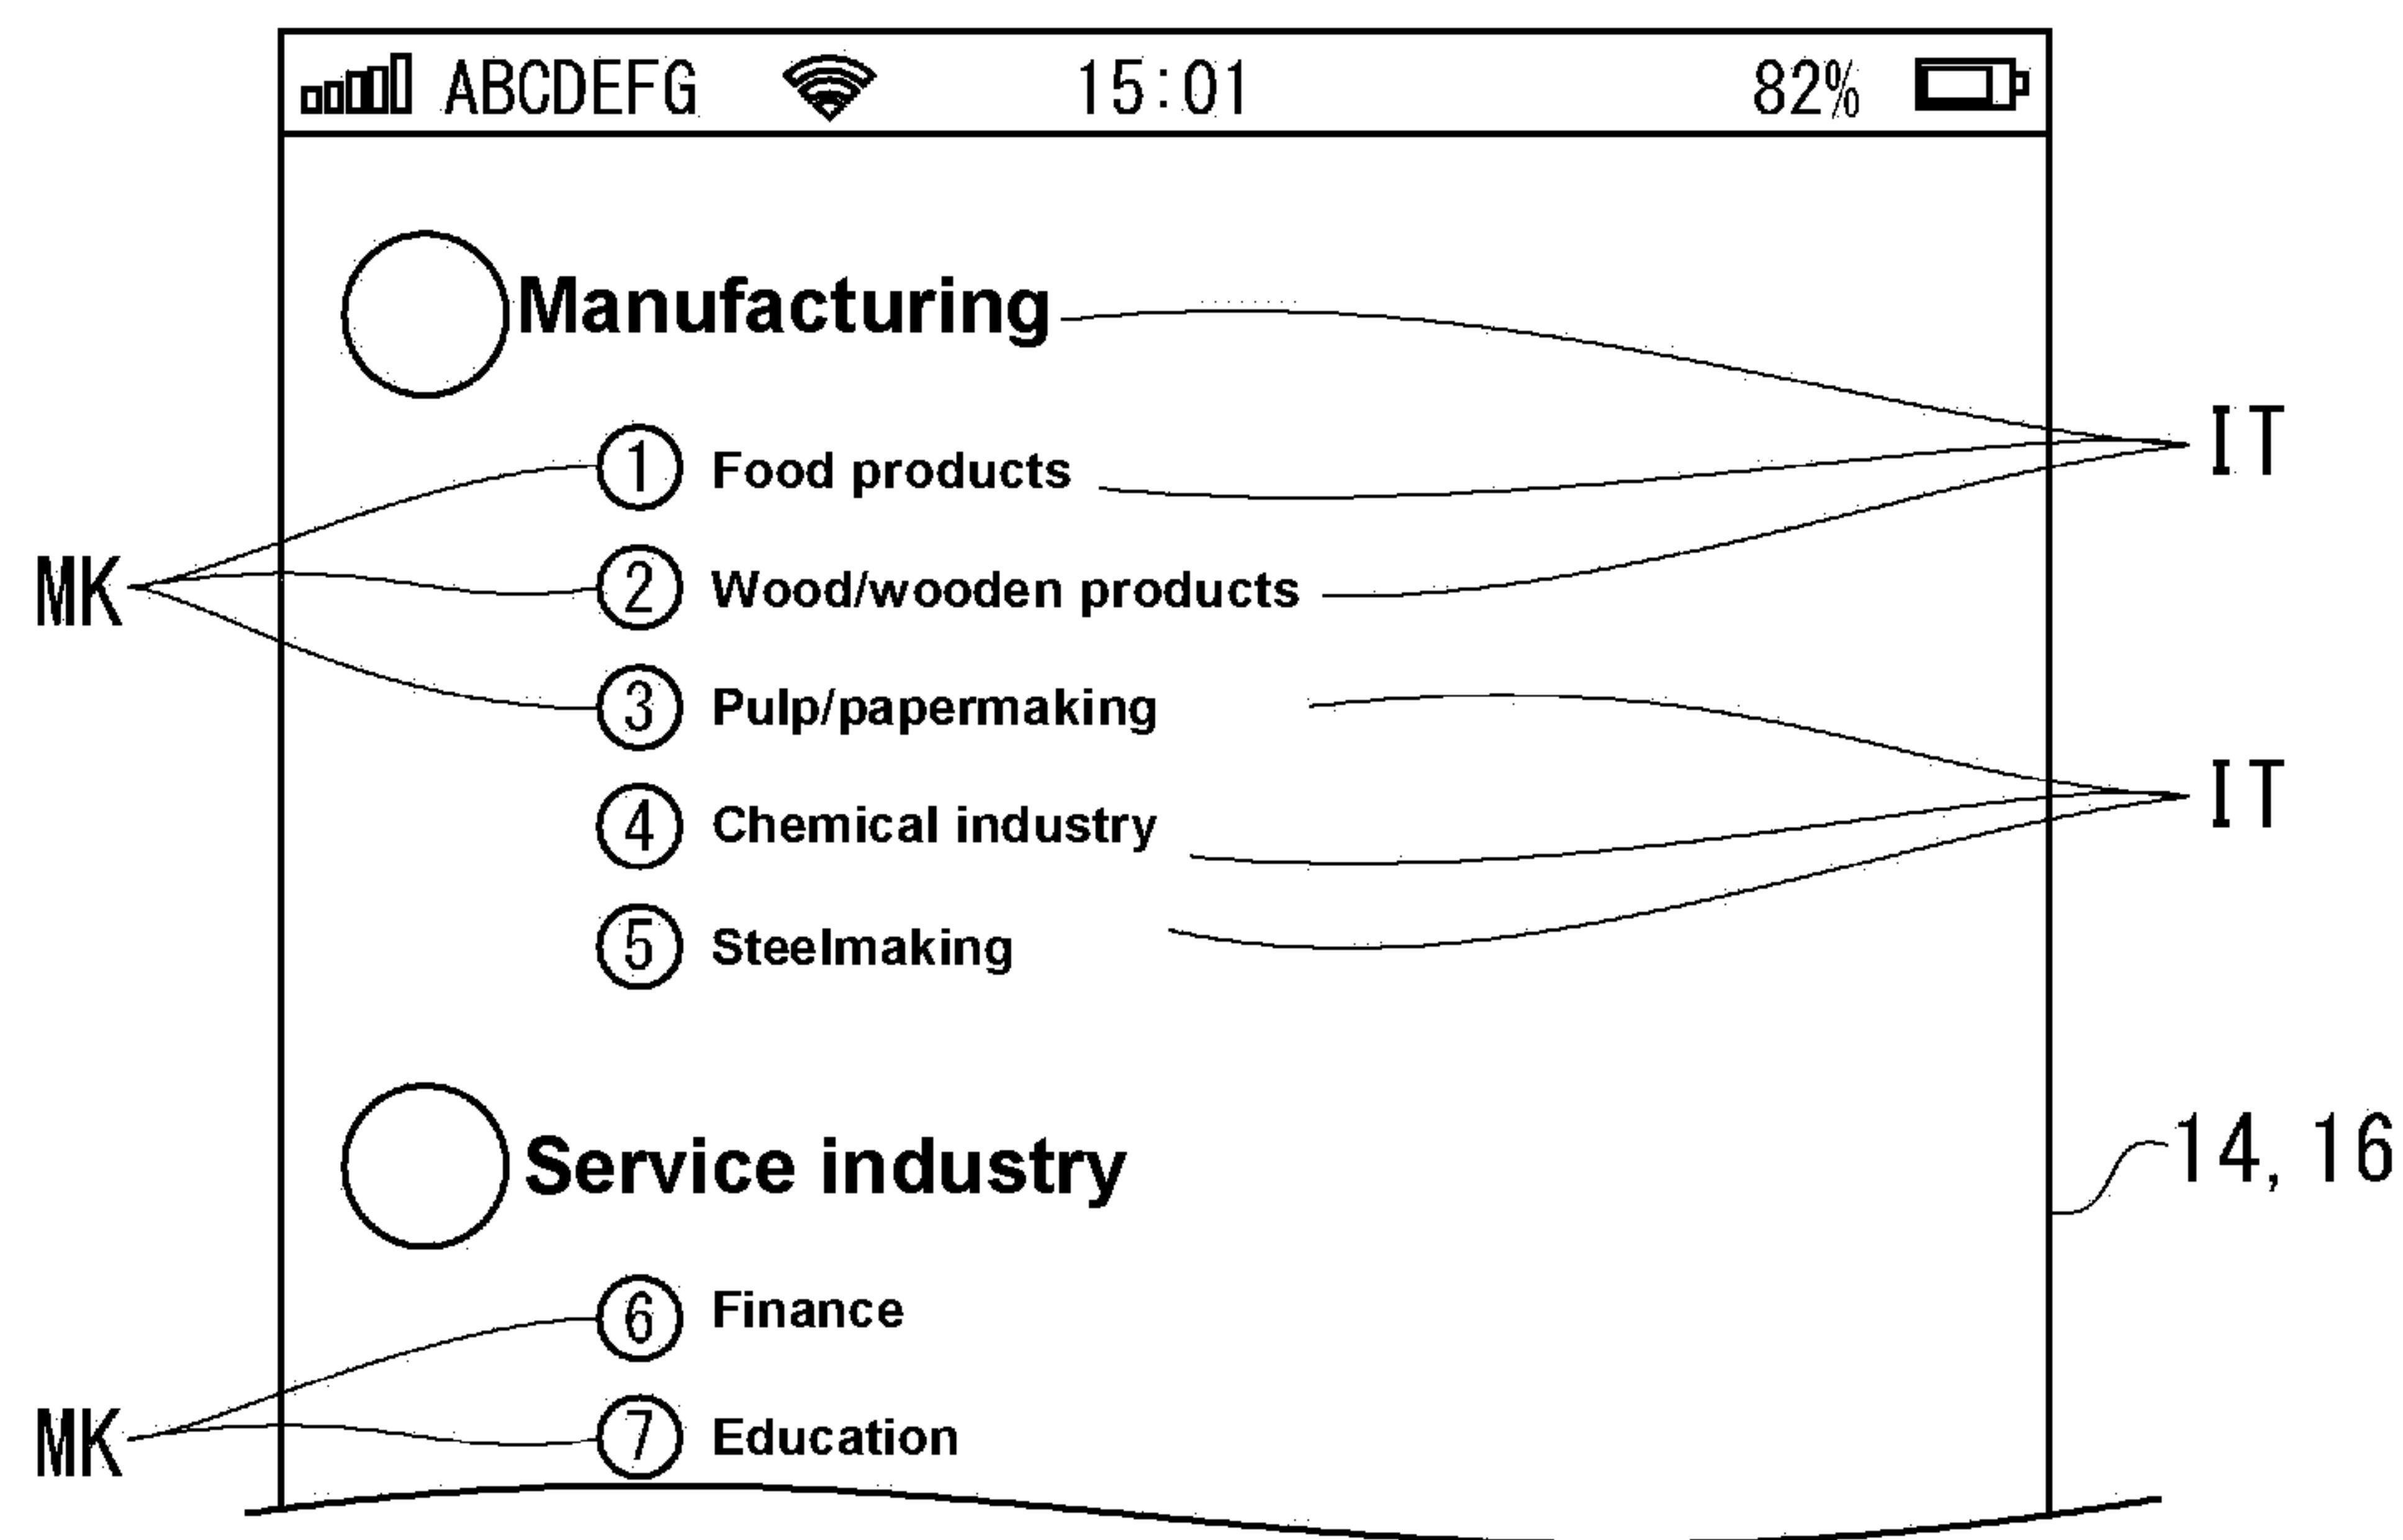 ABCDEFG 15:01 82%
Manufacturing
IT
① Food products
MK
② Wood/wooden products
③ Pulp/papermaking
IT
④ Chemical industry
⑤ Steelmaking
14, 16
Service industry
⑥ Finance
MK
⑦ Education